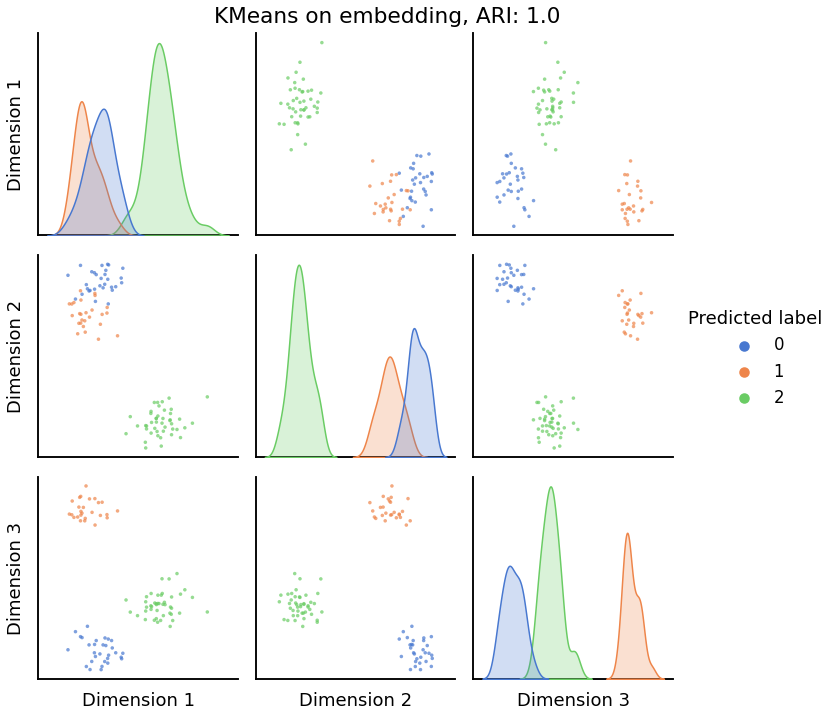 KMeans on embedding, ARI: 1.0
Dimension 1
Dimension 2
Predicted label
0
1
2
Dimension 3
Dimension 1
Dimension 2
Dimension 3